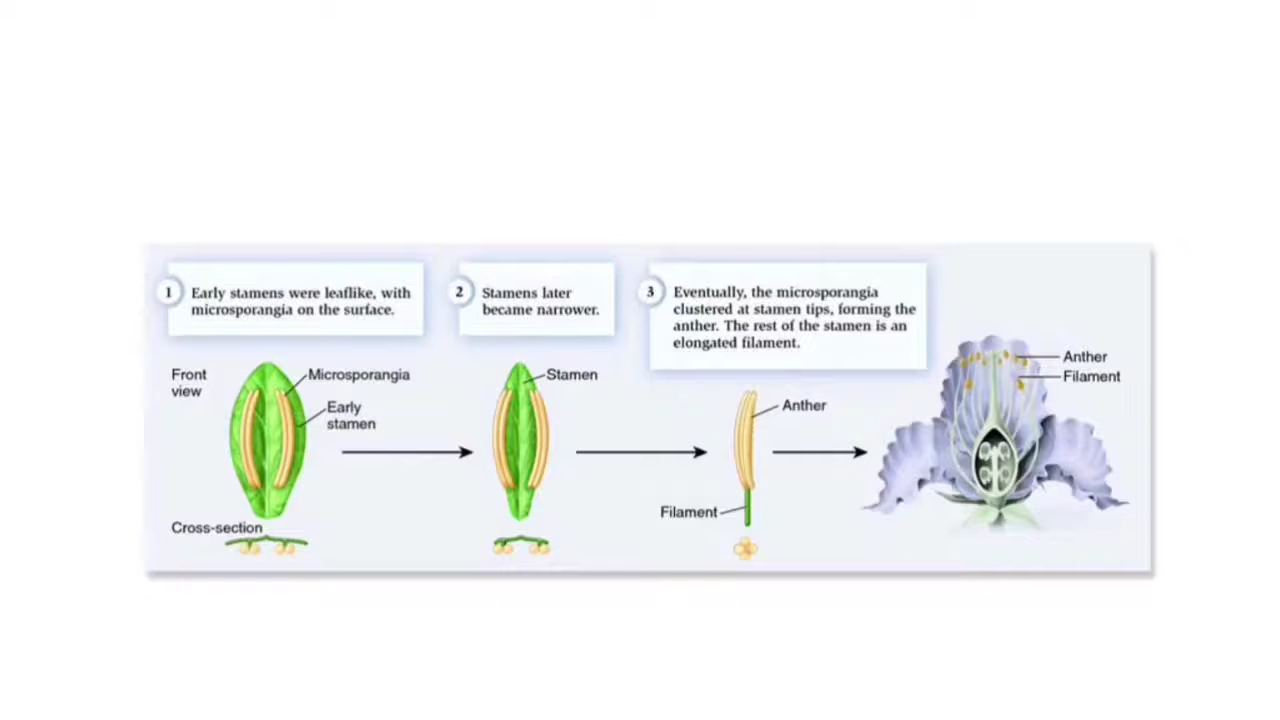 1
Early stamens were leaflike, with
microsporangia on the surface.
2
Stamens later
became narrower.
3
Eventually, the microsporangia
clustered at stamen tips, forming the
anther. The rest of the stamen is an
elongated filament.
Front
view
Microsporangia
Early
stamen
Stamen
Anther
Filament
Anther
Filament
Cross-section